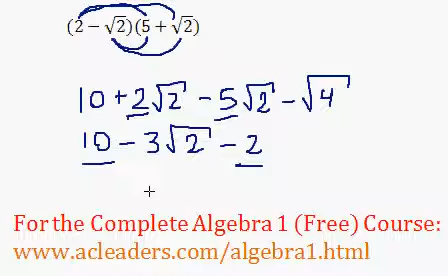 (2 − √2)(5 + √2)
10 + 2√2 − 5√2 − √4
10 − 3√2 − 2
For the Complete Algebra 1 (Free) Course:
www.acleaders.com/algebra1.html